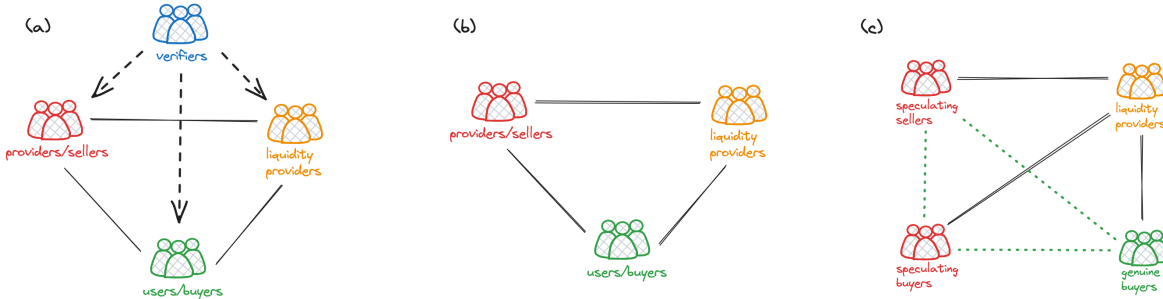 (a)
verifiers
providers/sellers
liquidity
providers
users/buyers
(b)
providers/sellers
liquidity
providers
users/buyers
(c)
speculating
sellers
liquidity
providers
speculating
buyers
genuine
buyers